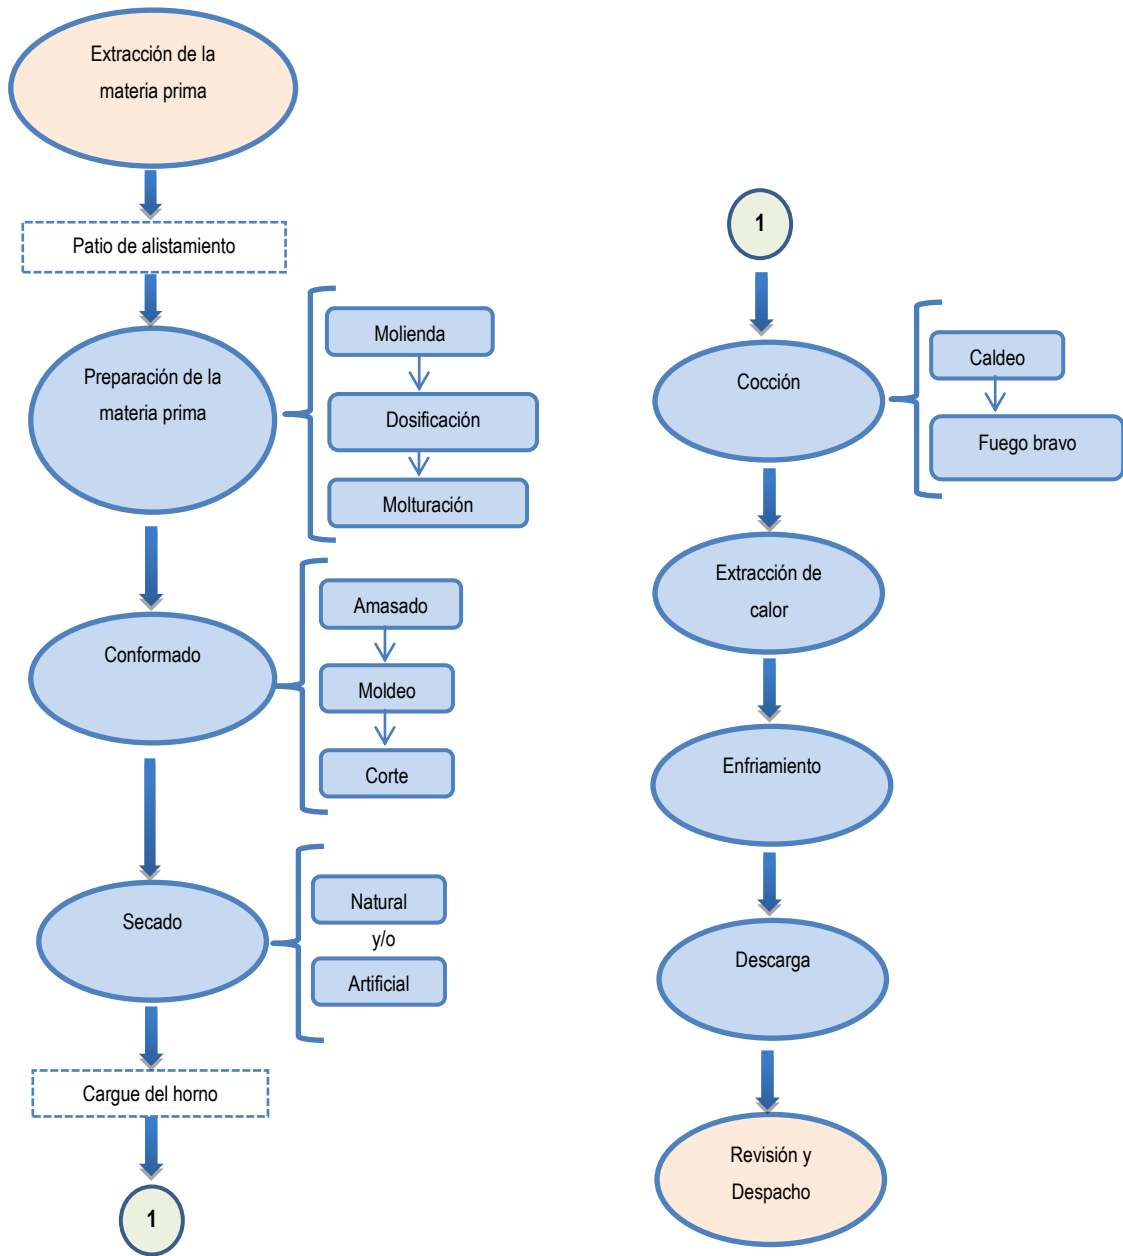 Extracción de la
materia prima
Patio de alistamiento
Preparación de la
materia prima
Molienda
Dosificación
Molturación
Conformado
Amasado
Moldeo
Corte
Secado
Natural
y/o
Artificial
Cargue del horno
1
1
Cocción
Caldeo
Fuego bravo
Extracción de
calor
Enfriamiento
Descarga
Revisión y
Despacho